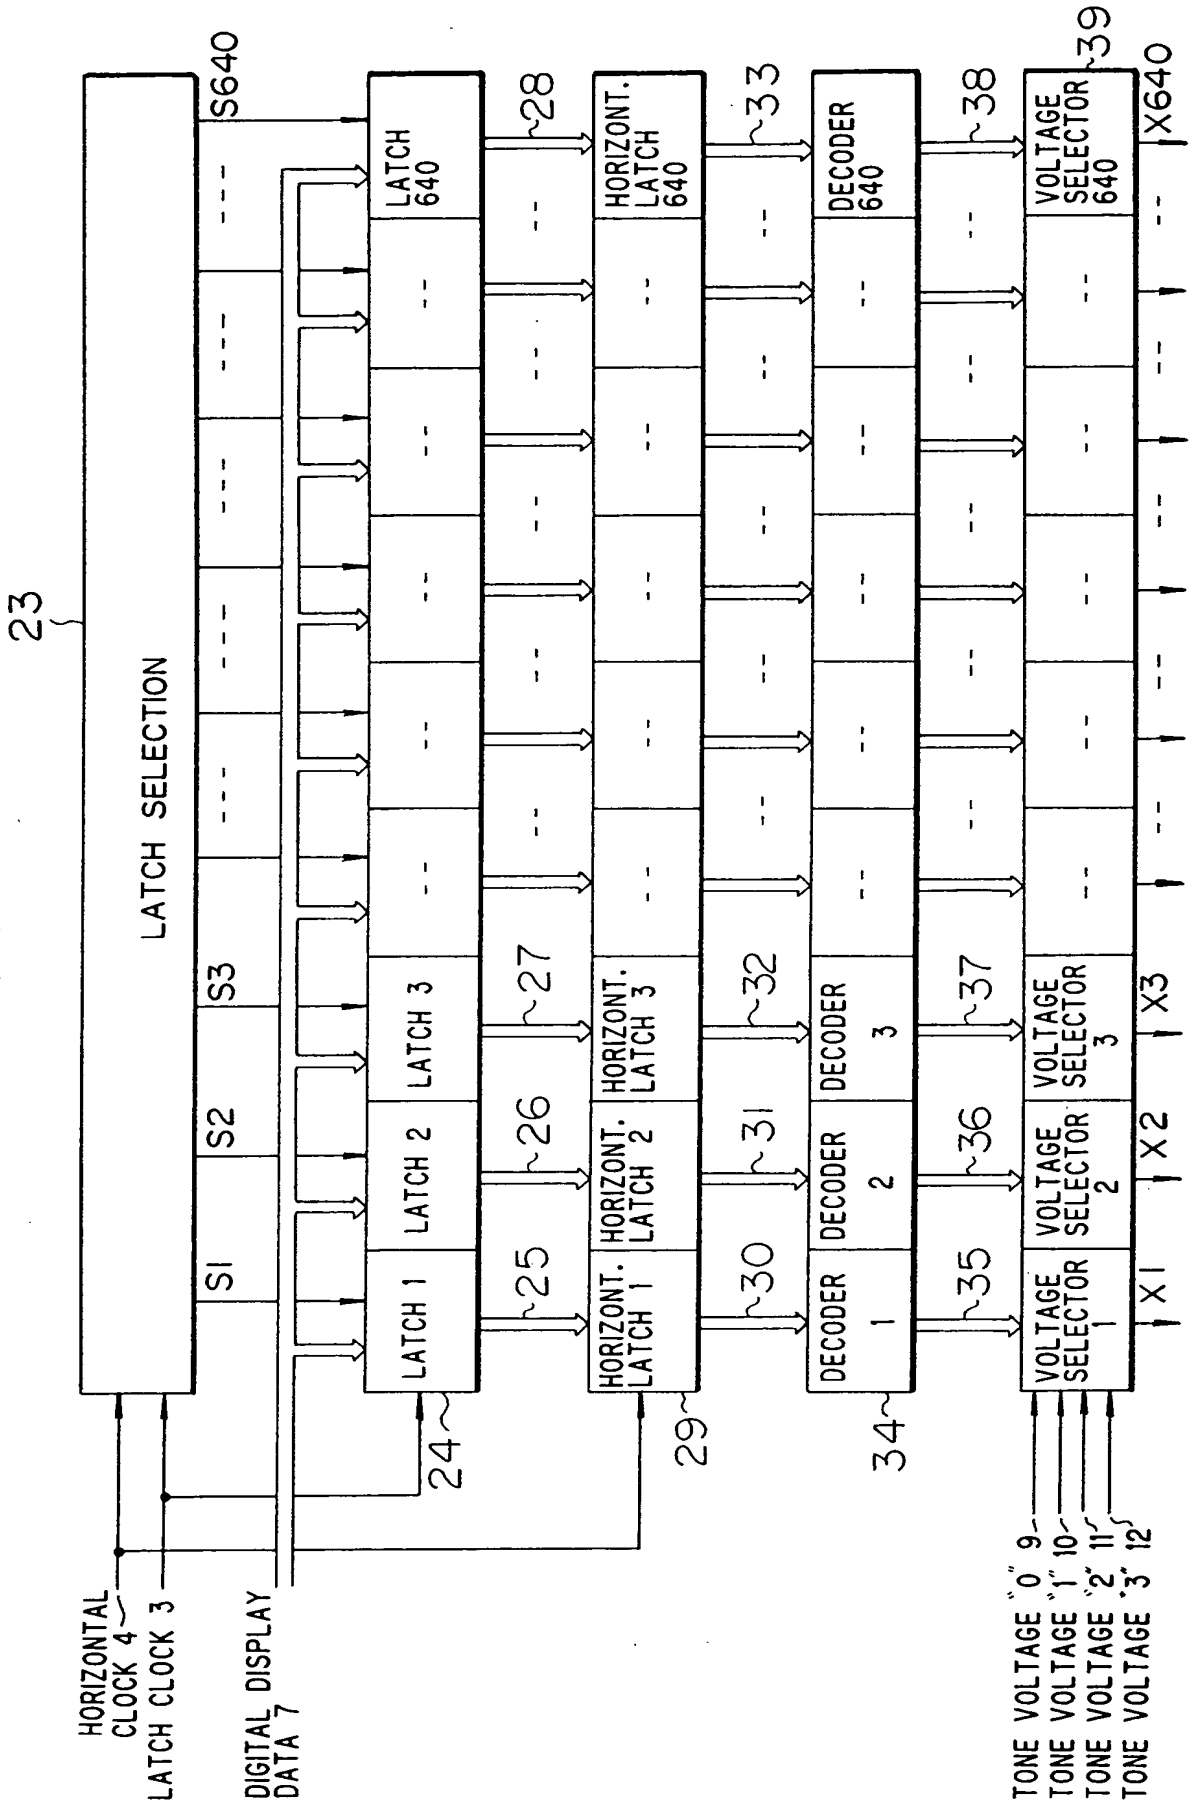 23
HORIZONTAL
CLOCK 4
LATCH CLOCK 3
DIGITAL DISPLAY
DATA 7
LATCH SELECTION
S1
S2
S3
---
---
---
---
---
S640
24
LATCH 1
LATCH 2
LATCH 3
--
--
--
--
--
LATCH
640
25
26
27
--
--
--
--
--
28
29
HORIZONT.
LATCH 1
HORIZONT.
LATCH 2
HORIZONT.
LATCH 3
--
--
--
--
--
HORIZONT.
LATCH
640
30
31
32
--
--
--
--
--
33
34
DECODER
1
DECODER
2
DECODER
3
--
--
--
--
--
DECODER
640
35
36
37
--
--
--
--
--
38
TONE VOLTAGE "0" 9
TONE VOLTAGE "1" 10
TONE VOLTAGE "2" 11
TONE VOLTAGE "3" 12
VOLTAGE
SELECTOR
1
VOLTAGE
SELECTOR
2
VOLTAGE
SELECTOR
3
--
--
--
--
--
VOLTAGE
SELECTOR
640
39
X1
X2
X3
--
--
--
--
--
X640